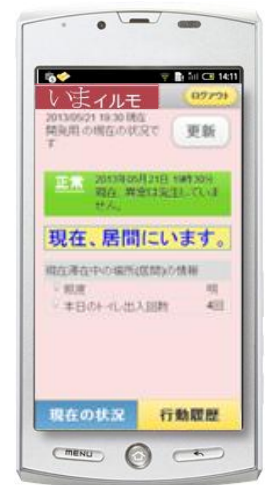 14:11
いまイルモ
ログアウト
2013/05/21 19:30 現在
開発用 の現在の状況で
す
更新
正常
2013年05月21日 19時30分
現在、異常は発生していま
せん。
現在、居間にいます。
現在滞在中の場所(居間)の情報
照度
明
本日のトイレ出入回数
4回
現在の状況
行動履歴
MENU